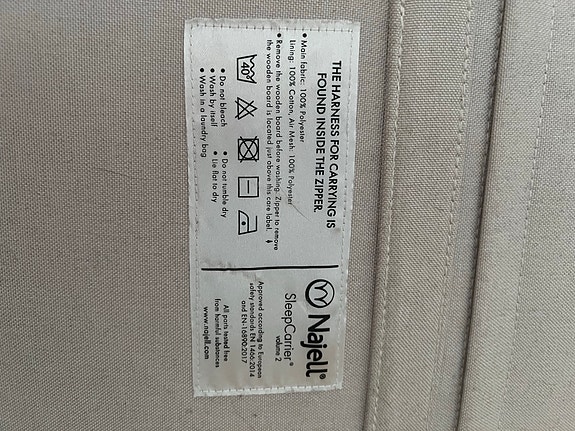 THE HARNESS FOR CARRYING IS
FOUND INSIDE THE ZIPPER.
• Main fabric: 100% Polyester
Lining: 100% Cotton, Air Mesh: 100% Polyester
• Remove the wooden board before washing. Zipper to remove
the wooden board is located just above this care label.
40°
• Do not bleach
• Wash by itself
• Wash in a laundry bag
• Do not tumble dry
• Lie flat to dry
Najell®
SleepCarrier®
volume 2
Approved according to European
safety standards EN 1466:2014
and EN-16890:2017
All parts tested free
from harmful substances
www.najell.com